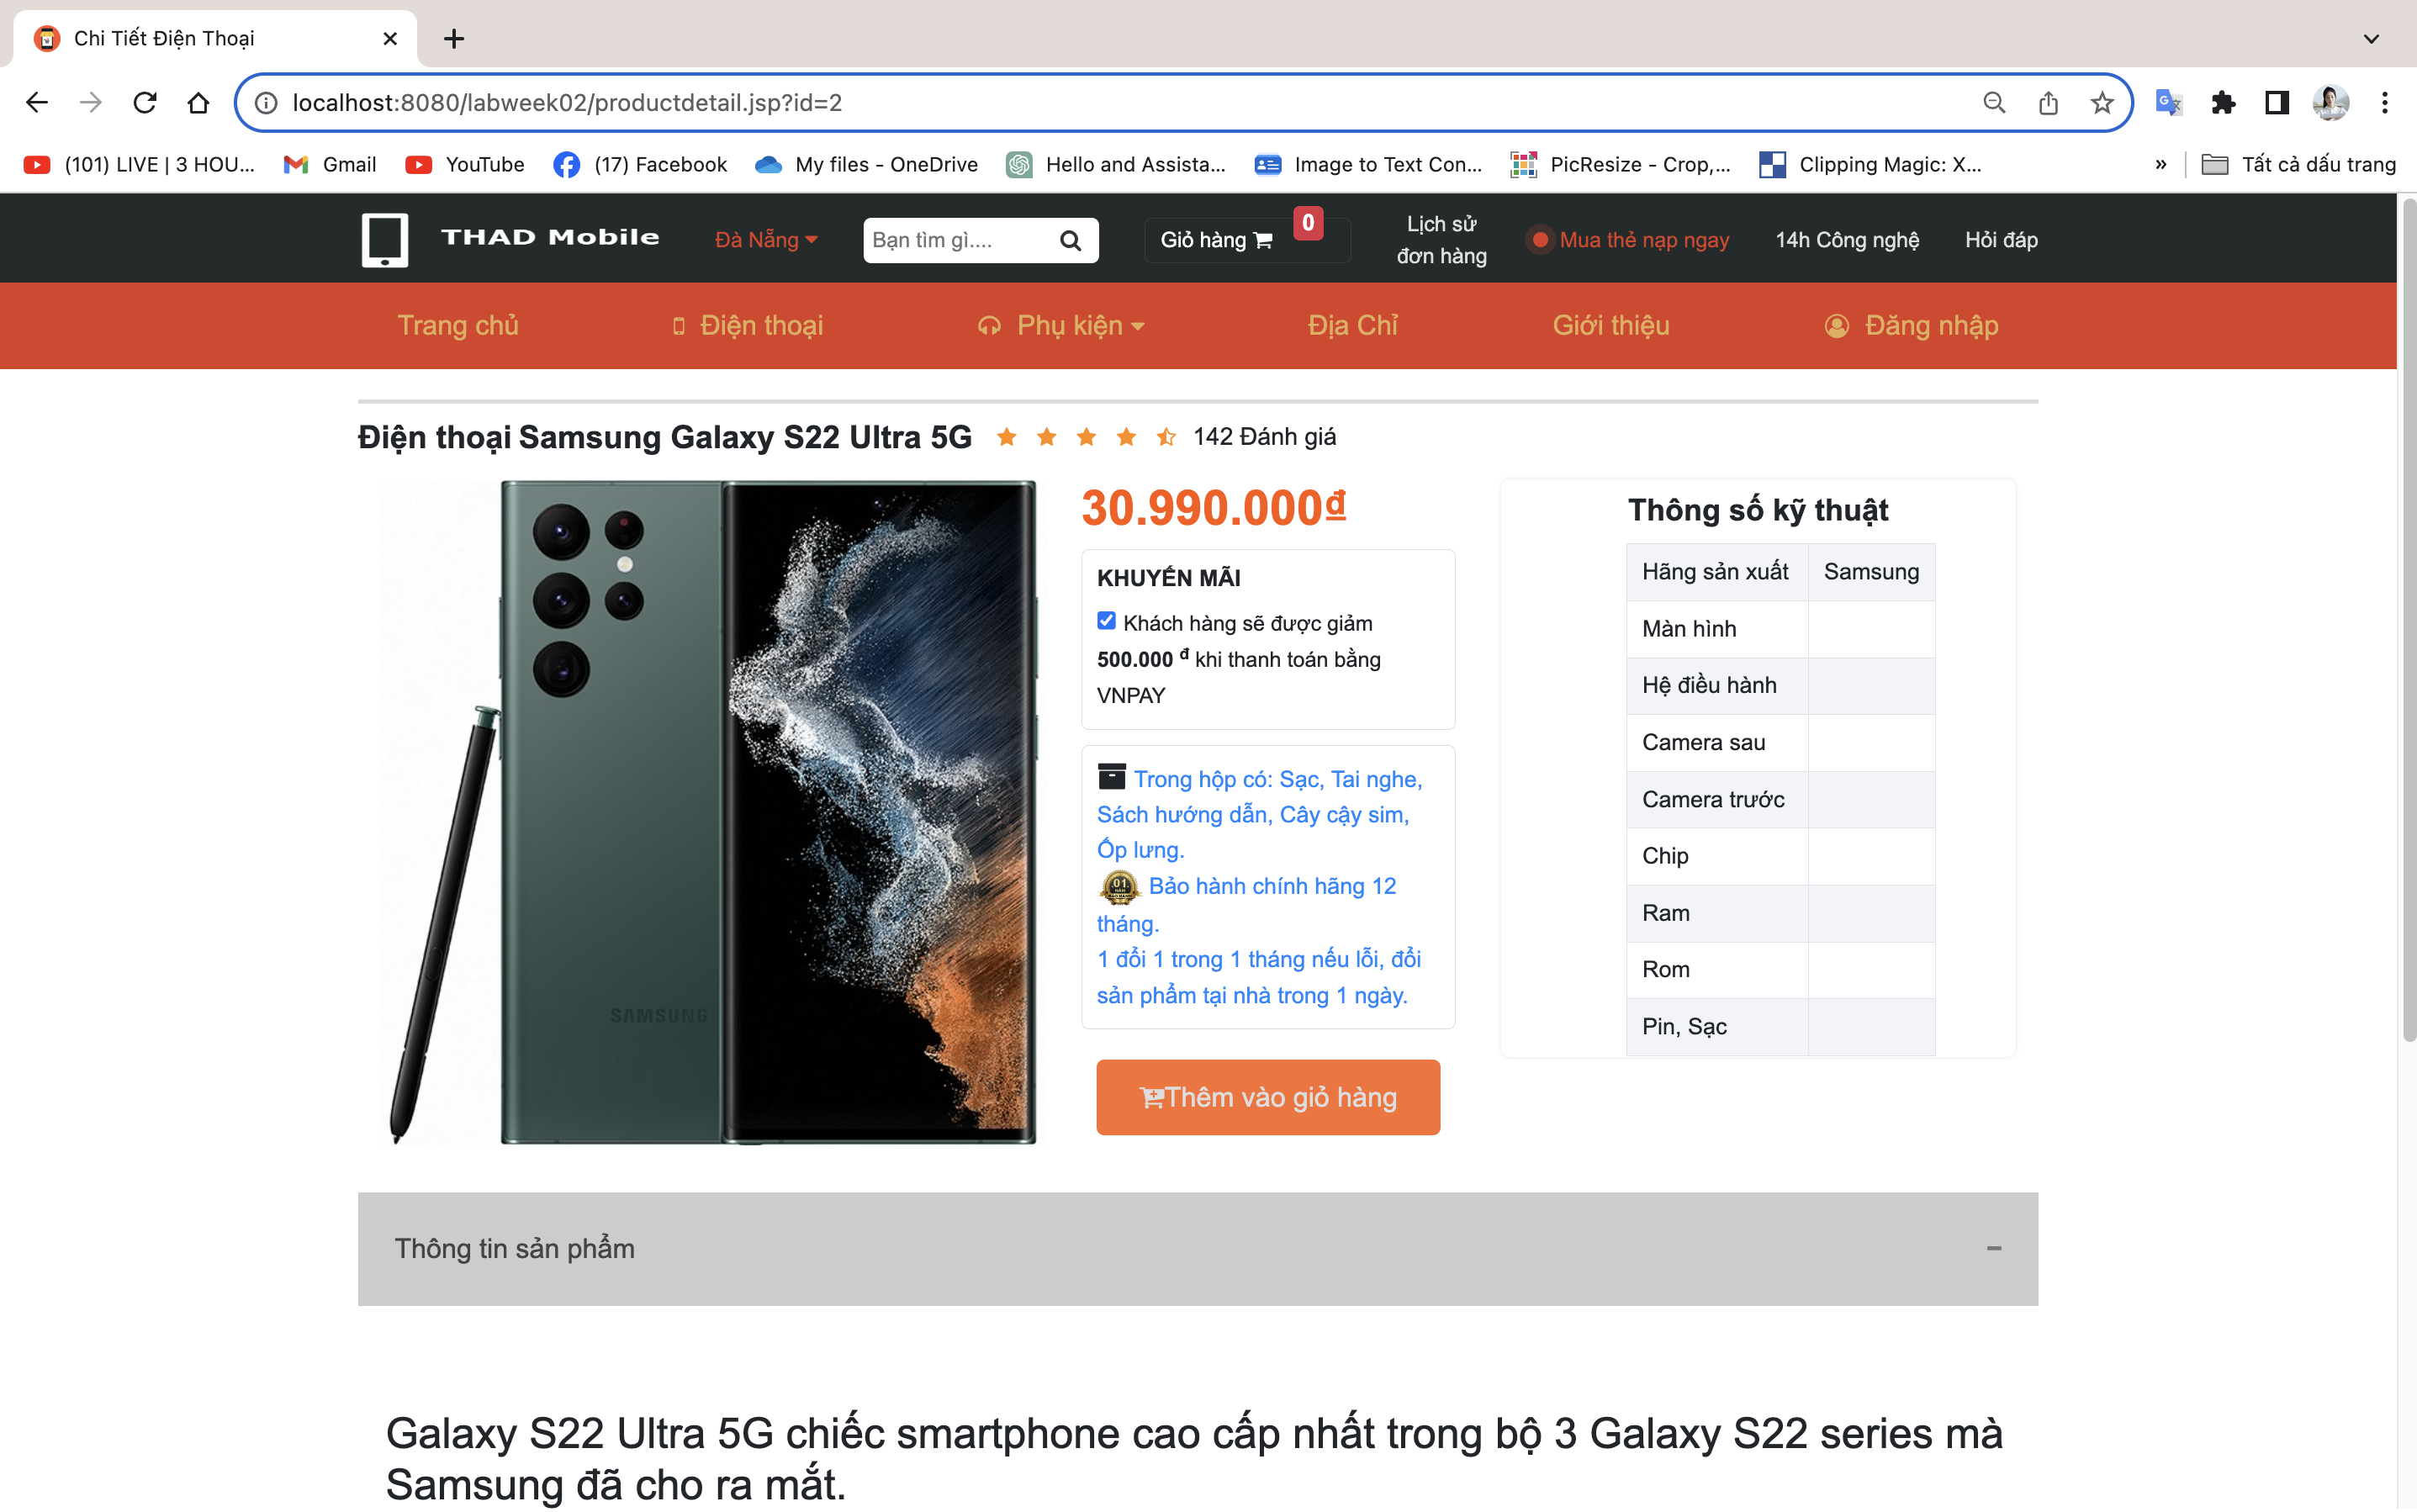 Chi Tiết Điện Thoại
localhost:8080/labweek02/productdetail.jsp?id=2
(101) LIVE | 3 HOU...
Gmail
YouTube
(17) Facebook
My files - OneDrive
Hello and Assista...
Image to Text Con...
PicResize - Crop,...
Clipping Magic: X...
»
Tất cả dấu trang
THAD Mobile
Đà Nẵng
Bạn tìm gì....
Giỏ hàng
0
Lịch sử
đơn hàng
Mua thẻ nạp ngay
14h Công nghệ
Hỏi đáp
Trang chủ
Điện thoại
Phụ kiện
Địa Chỉ
Giới thiệu
Đăng nhập
Điện thoại Samsung Galaxy S22 Ultra 5G
142 Đánh giá
SAMSUNG
30.990.000₫
KHUYẾN MÃI
Khách hàng sẽ được giảm
500.000 đ khi thanh toán bằng
VNPAY
Trong hộp có: Sạc, Tai nghe,
Sách hướng dẫn, Cây cậy sim,
Ốp lưng.
01
Bảo hành chính hãng 12
tháng.
1 đổi 1 trong 1 tháng nếu lỗi, đổi
sản phẩm tại nhà trong 1 ngày.
Thêm vào giỏ hàng
Thông số kỹ thuật
Hãng sản xuất Samsung
Màn hình
Hệ điều hành
Camera sau
Camera trước
Chip
Ram
Rom
Pin, Sạc
Thông tin sản phẩm
Galaxy S22 Ultra 5G chiếc smartphone cao cấp nhất trong bộ 3 Galaxy S22 series mà
Samsung đã cho ra mắt.